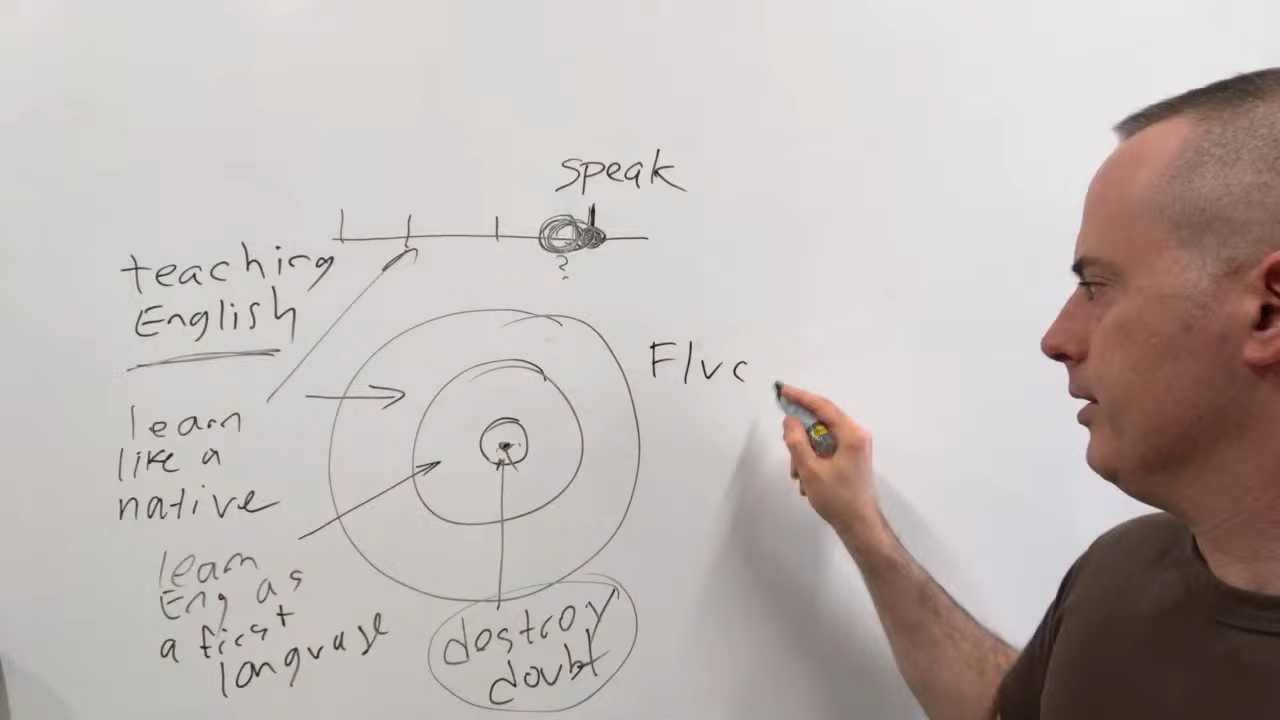 speak
?
teaching
English
learn
like a
native
learn
Eng as
a first
language
destroy
doubt
Fluc